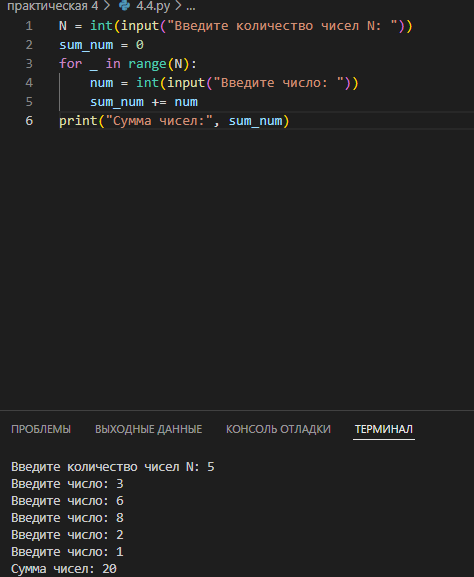 практическая 4 > 4.4.py > ...
1 N = int(input("Введите количество чисел N: "))
2 sum_num = 0
3 for _ in range(N):
4     num = int(input("Введите число: "))
5     sum_num += num
6 print("Сумма чисел:", sum_num)
ПРОБЛЕМЫ ВЫХОДНЫЕ ДАННЫЕ КОНСОЛЬ ОТЛАДКИ ТЕРМИНАЛ
Введите количество чисел N: 5
Введите число: 3
Введите число: 6
Введите число: 8
Введите число: 2
Введите число: 1
Сумма чисел: 20